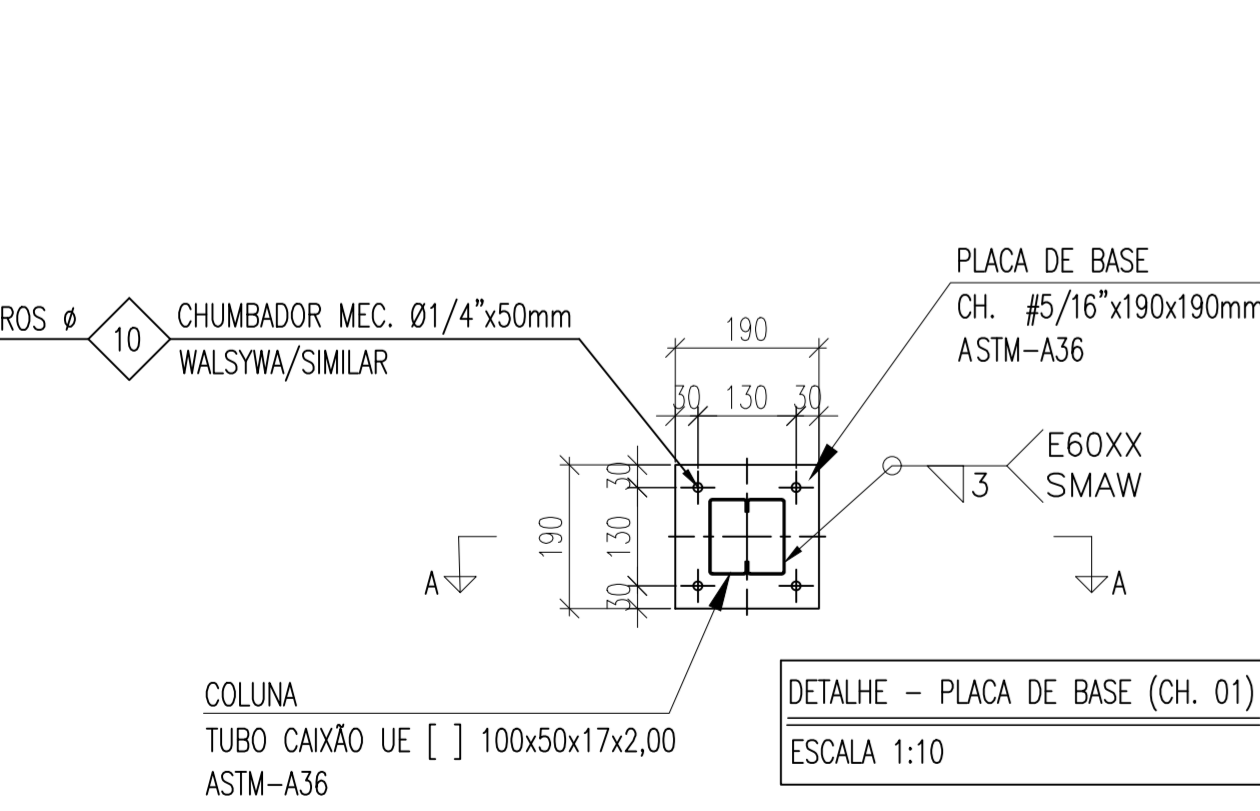 PLACA DE BASE
CH. #5/16"x190x190mm
ASTM-A36
ROS ø
10
CHUMBADOR MEC. Ø1/4"x50mm
WALSYWA/SIMILAR
190
30 130 30
E60XX
3
SMAW
30
190
130
30
A
A
COLUNA
TUBO CAIXÃO UE [ ] 100x50x17x2,00
ASTM-A36
DETALHE - PLACA DE BASE (CH. 01)
ESCALA 1:10